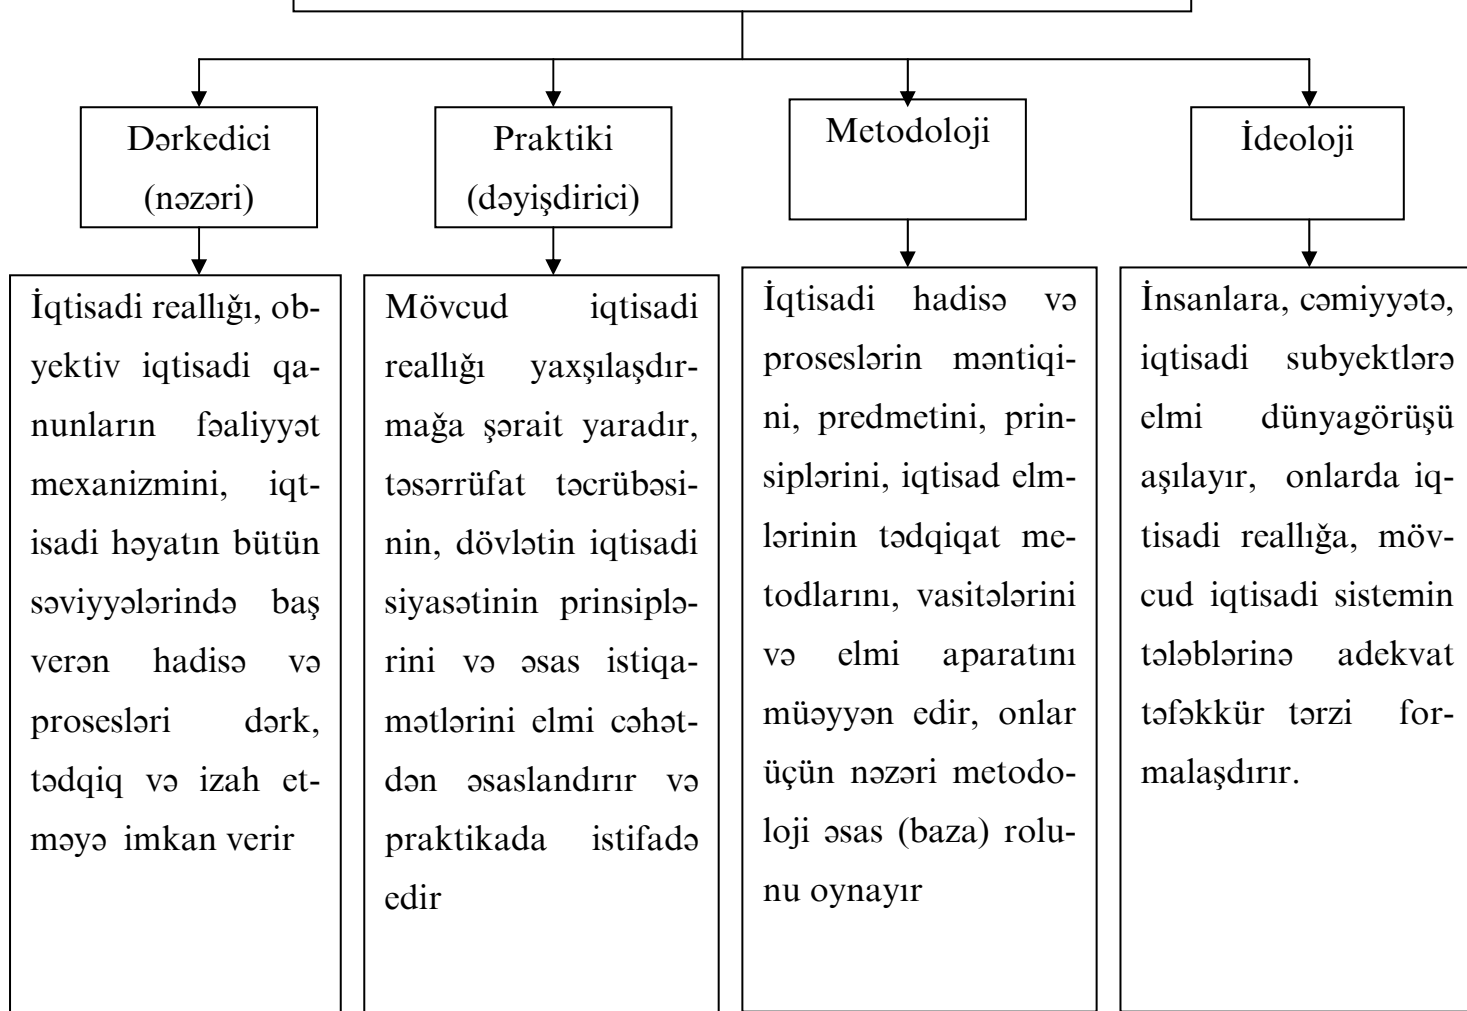 Dərkedici
(nəzəri)
Praktiki
(dəyişdirici)
Metodoloji
İdeoloji
İqtisadi reallığı, ob-
yektiv iqtisadi qa-
nunların fəaliyyət
mexanizmini, iqt-
isadi həyatın bütün
səviyyələrində baş
verən hadisə və
prosesləri dərk,
tədqiq və izah et-
məyə imkan verir
Mövcud iqtisadi
reallığı yaxşılaşdır-
mağa şərait yaradır,
təsərrüfat təcrübəsi-
nin, dövlətin iqtisadi
siyasətinin prinsiplə-
rini və əsas istiqa-
mətlərini elmi cəhət-
dən əsaslandırır və
praktikada istifadə
edir
İqtisadi hadisə və
proseslərin məntiqi-
ni, predmetini, prin-
siplərini, iqtisad elm-
lərinin tədqiqat me-
todlarını, vasitələrini
və elmi aparatını
müəyyən edir, onlar
üçün nəzəri metodo-
loji əsas (baza) rolu-
nu oynayır
İnsanlara, cəmiyyətə,
iqtisadi subyektlərə
elmi dünyagörüşü
aşılayır, onlarda iq-
tisadi reallığa, möv-
cud iqtisadi sistemin
tələblərinə adekvat
təfəkkür tərzi for-
malaşdırır.